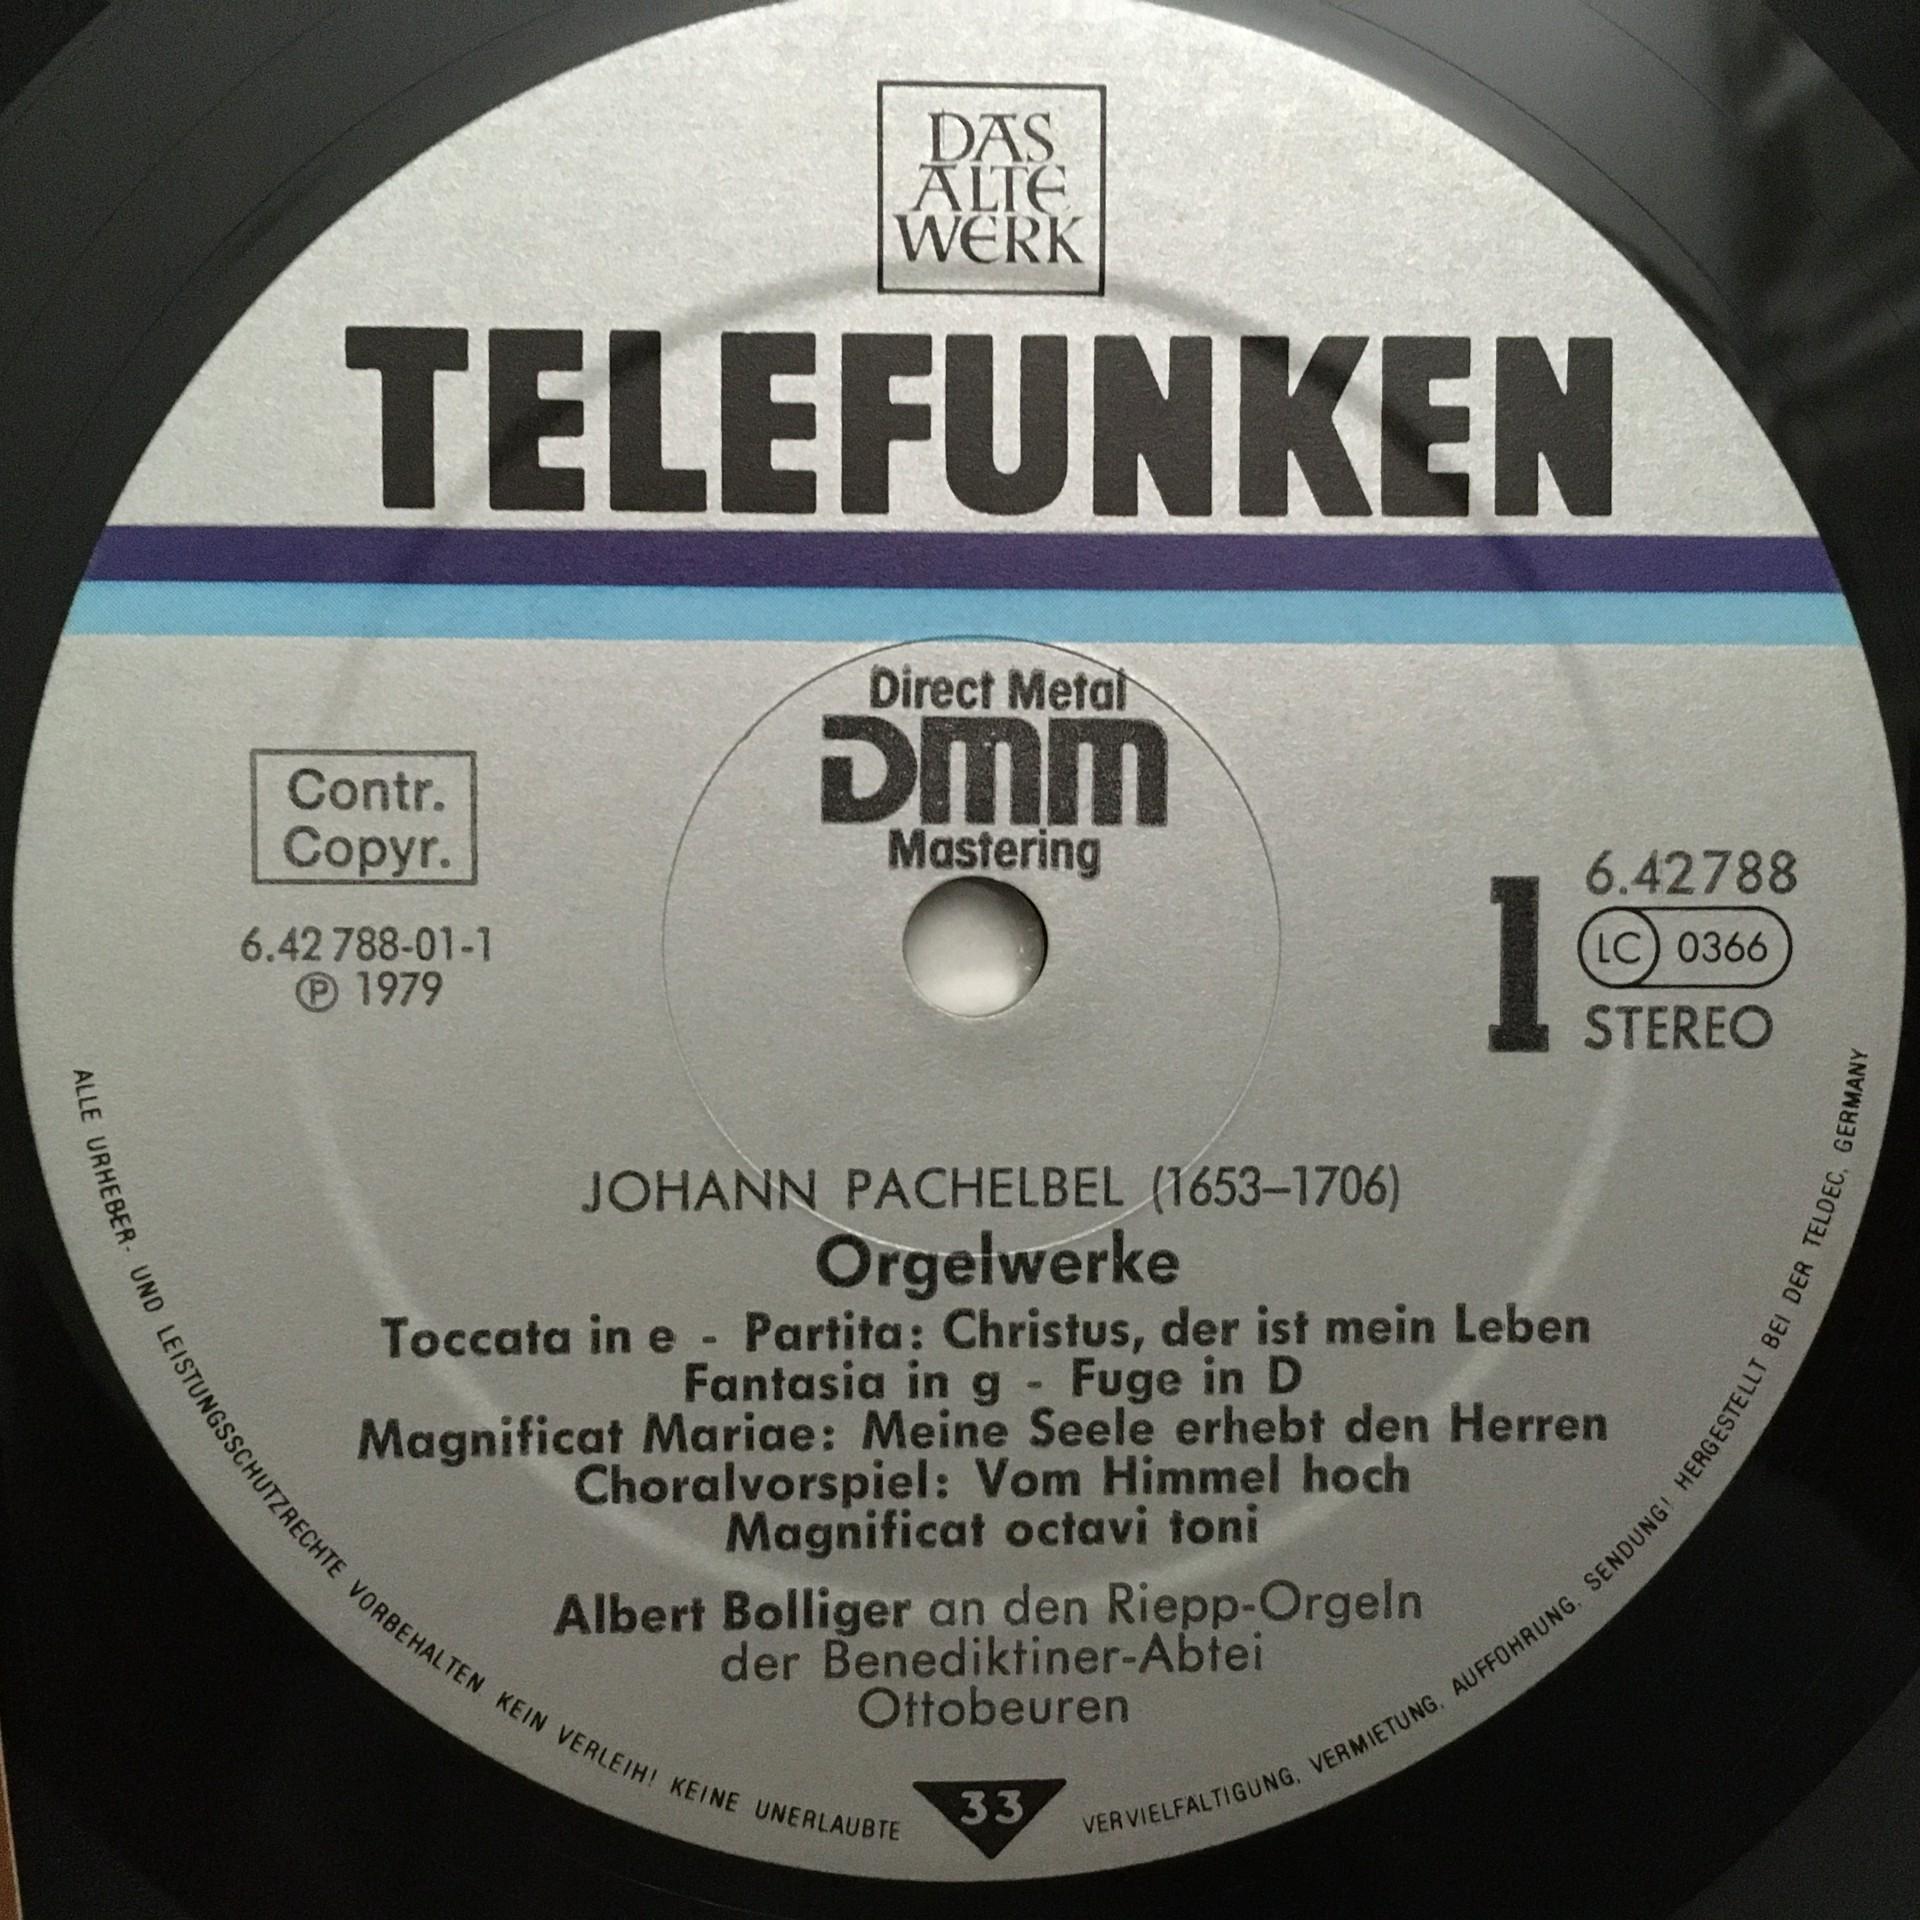 DAS
ALTE
WERK
TELEFUNKEN
Direct Metal
DMM
Mastering
Contr.
Copyr.
6.42 788-01-1
℗ 1979
1
6.42788
LC 0366
STEREO
JOHANN PACHELBEL (1653–1706)
Orgelwerke
Toccata in e - Partita: Christus, der ist mein Leben
Fantasia in g - Fuge in D
Magnificat Mariae: Meine Seele erhebt den Herren
Choralvorspiel: Vom Himmel hoch
Magnificat octavi toni
Albert Bolliger an den Riepp-Orgeln
der Benediktiner-Abtei
Ottobeuren
33
ALLE URHEBER- UND LEISTUNGSSCHUTZRECHTE VORBEHALTEN KEIN VERLEIH! KEINE UNERLAUBTE VERVIELFÄLTIGUNG, VERMIETUNG, AUFFÜHRUNG, SENDUNG! HERGESTELLT BEI DER TELDEC, GERMANY